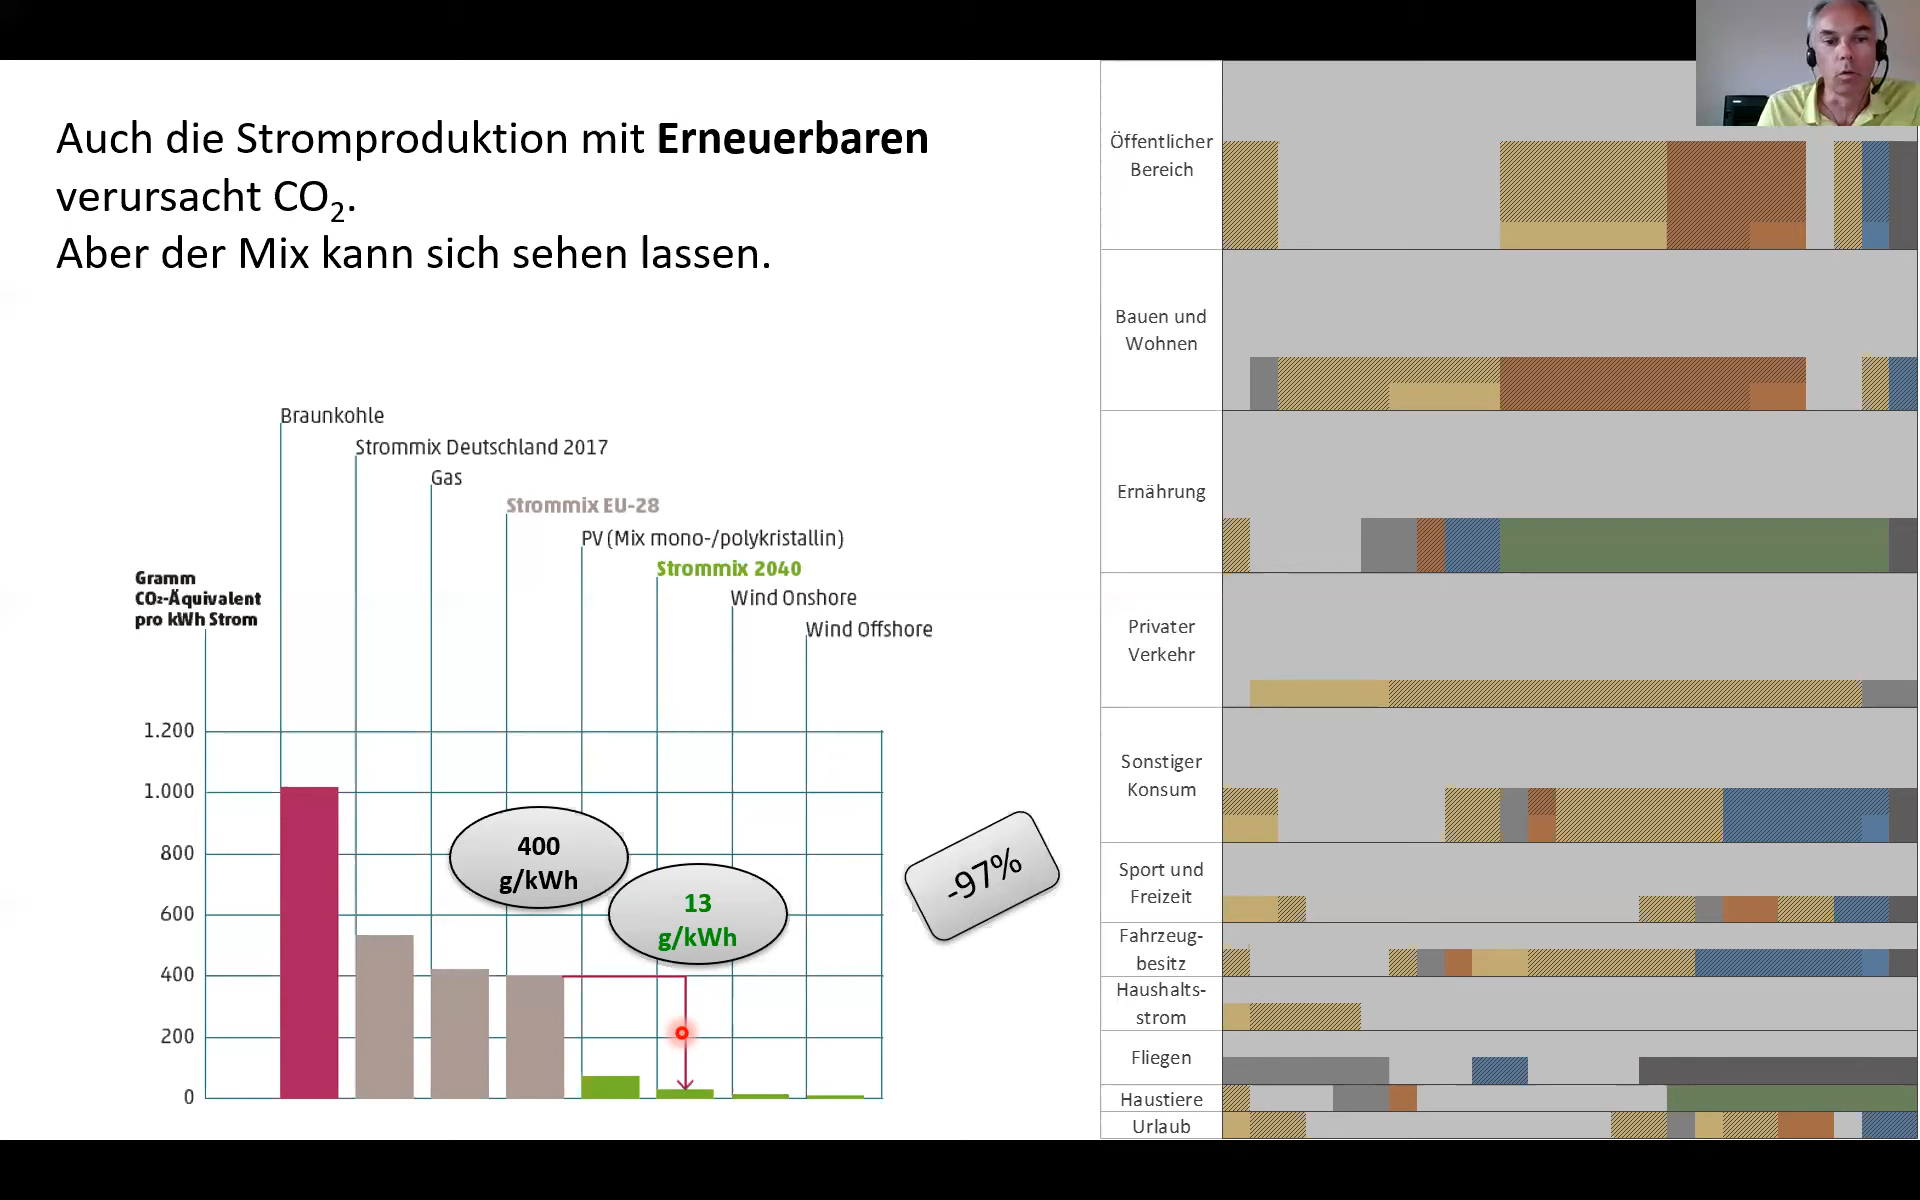 Auch die Stromproduktion mit Erneuerbaren
verursacht CO₂.
Aber der Mix kann sich sehen lassen.
Braunkohle
Strommix Deutschland 2017
Gas
Strommix EU-28
PV (Mix mono-/polykristallin)
Strommix 2040
Wind Onshore
Wind Offshore
Gramm
CO₂-Äquivalent
pro kWh Strom
1.200
1.000
800
600
400
200
0
400
g/kWh
13
g/kWh
-97%
Öffentlicher
Bereich
Bauen und
Wohnen
Ernährung
Privater
Verkehr
Sonstiger
Konsum
Sport und
Freizeit
Fahrzeug-
besitz
Haushalts-
strom
Fliegen
Haustiere
Urlaub